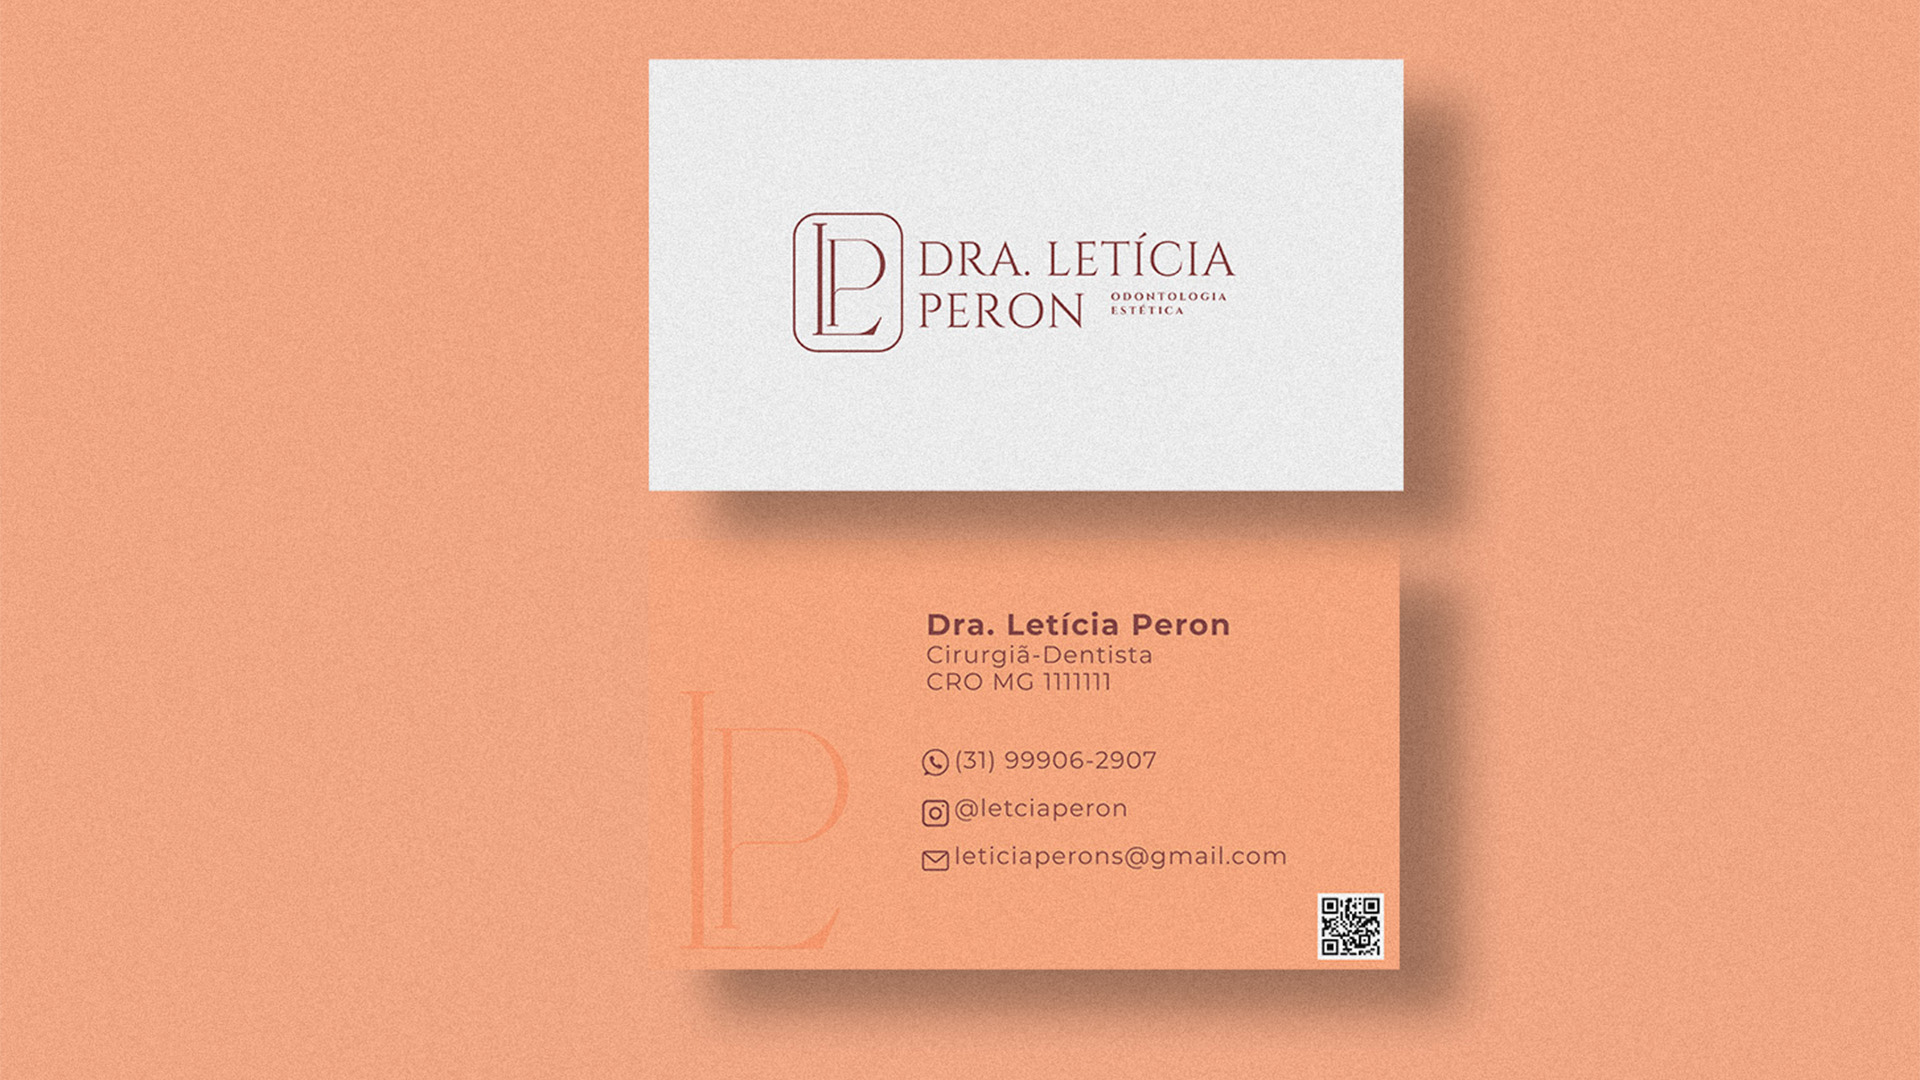 LP
DRA. LETÍCIA
PERON
ODONTOLOGIA
ESTÉTICA
Dra. Letícia Peron
Cirurgiã-Dentista
CRO MG 1111111
LP
(31) 99906-2907
@letciaperon
leticiaperons@gmail.com